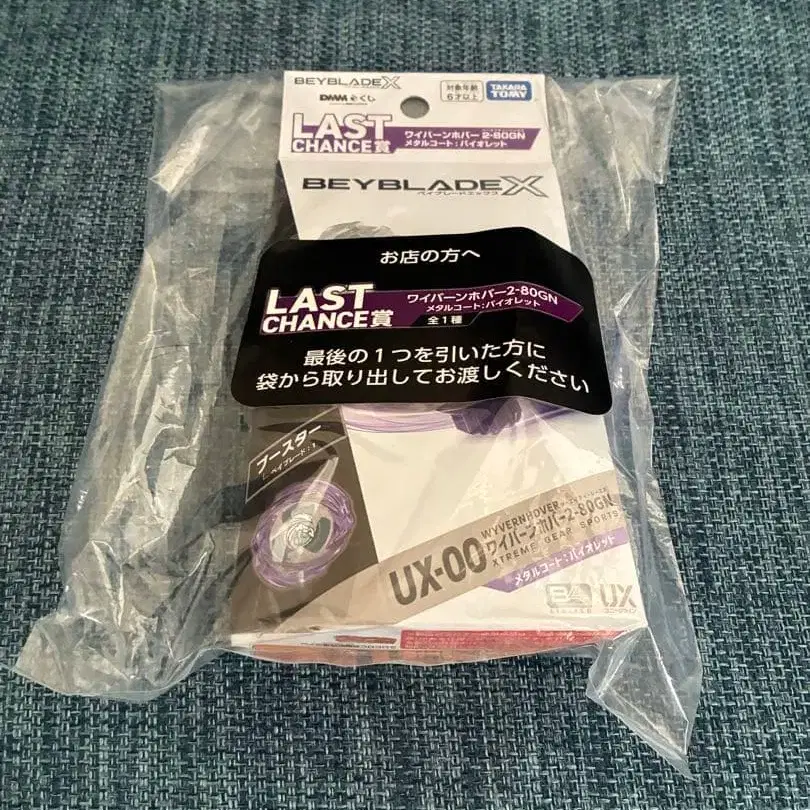 BEYBLADE X
DMMくじ
対象年齢
6才以上
TAKARA
TOMY
LAST
CHANCE賞
ワイバーンホバー 2-80GN
メタルコート:バイオレット
BEYBLADE X
ベイブレードエックス
お店の方へ
LAST
CHANCE賞
ワイバーンホバー2-80GN
メタルコート:バイオレット
全1種
最後の1つを引いた方に
袋から取り出してお渡しください
ブースター
UX-00
WYVERNHOVER
ワイバーンホバー2-80GN
XTREME GEAR SPORTS
メタルコート:バイオレット
UX